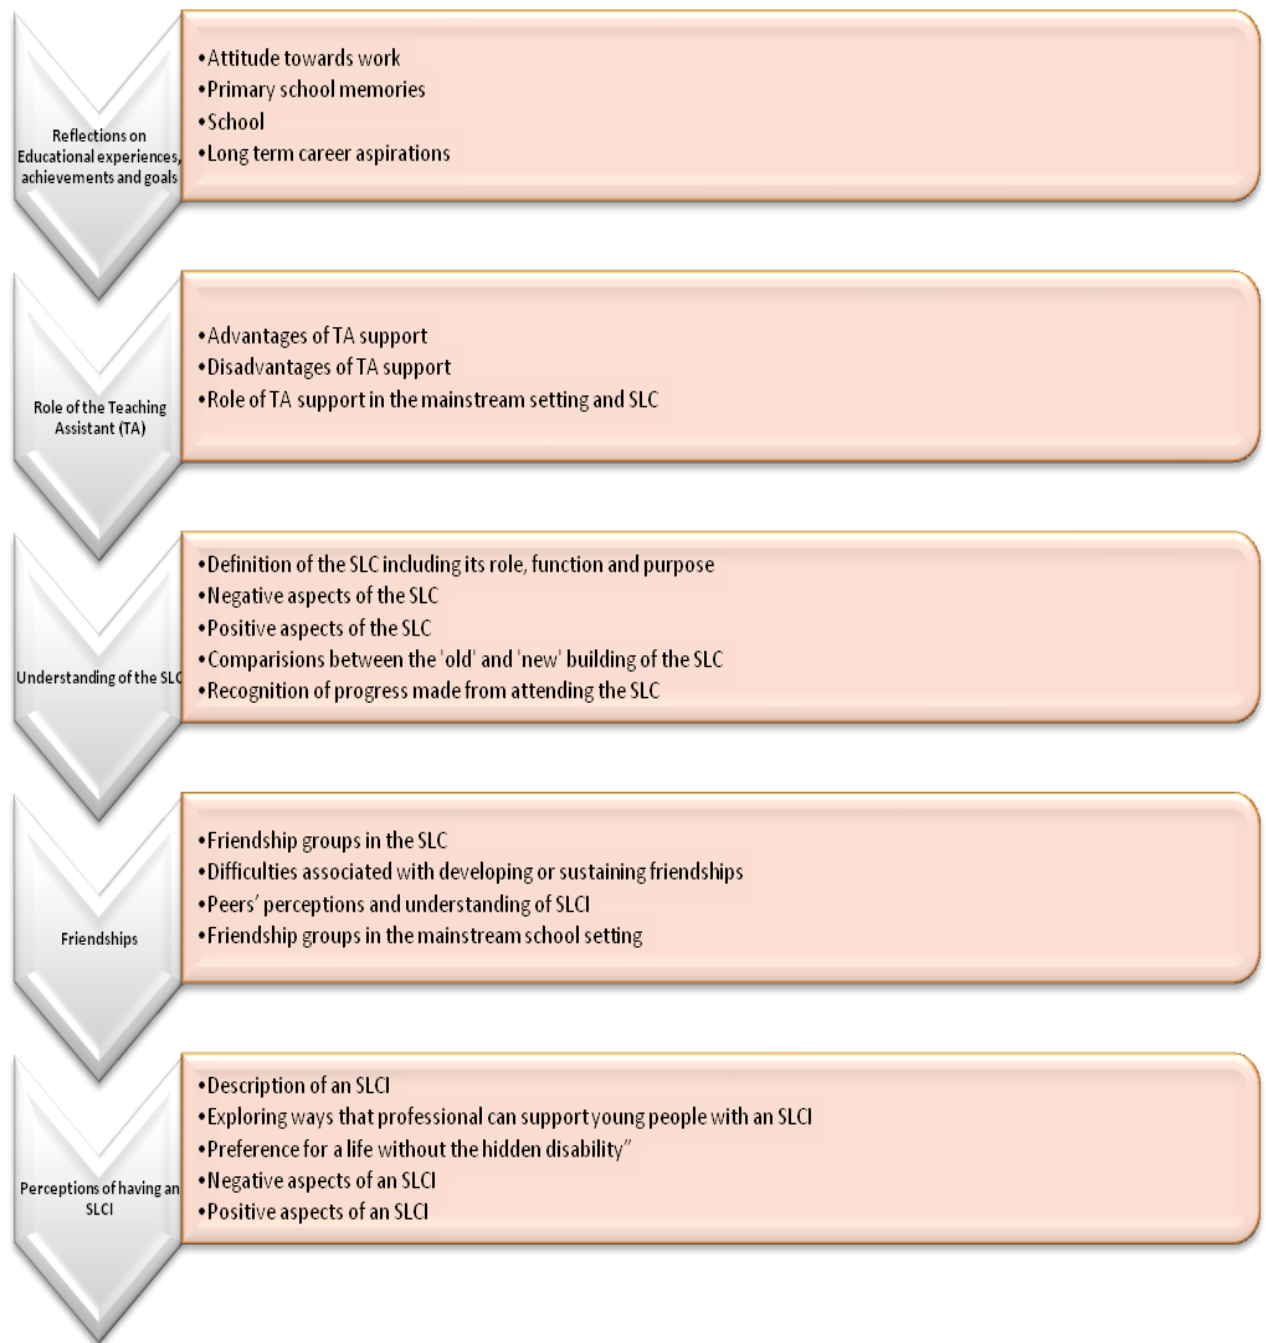 Reflections on
Educational experiences,
achievements and goals
•Attitude towards work
•Primary school memories
•School
•Long term career aspirations
Role of the Teaching
Assistant (TA)
•Advantages of TA support
•Disadvantages of TA support
•Role of TA support in the mainstream setting and SLC
Understanding of the SLC
•Definition of the SLC including its role, function and purpose
•Negative aspects of the SLC
•Positive aspects of the SLC
•Comparisions between the 'old' and 'new' building of the SLC
•Recognition of progress made from attending the SLC
Friendships
•Friendship groups in the SLC
•Difficulties associated with developing or sustaining friendships
•Peers’ perceptions and understanding of SLCI
•Friendship groups in the mainstream school setting
Perceptions of having an
SLCI
•Description of an SLCI
•Exploring ways that professional can support young people with an SLCI
•Preference for a life without the hidden disability”
•Negative aspects of an SLCI
•Positive aspects of an SLCI